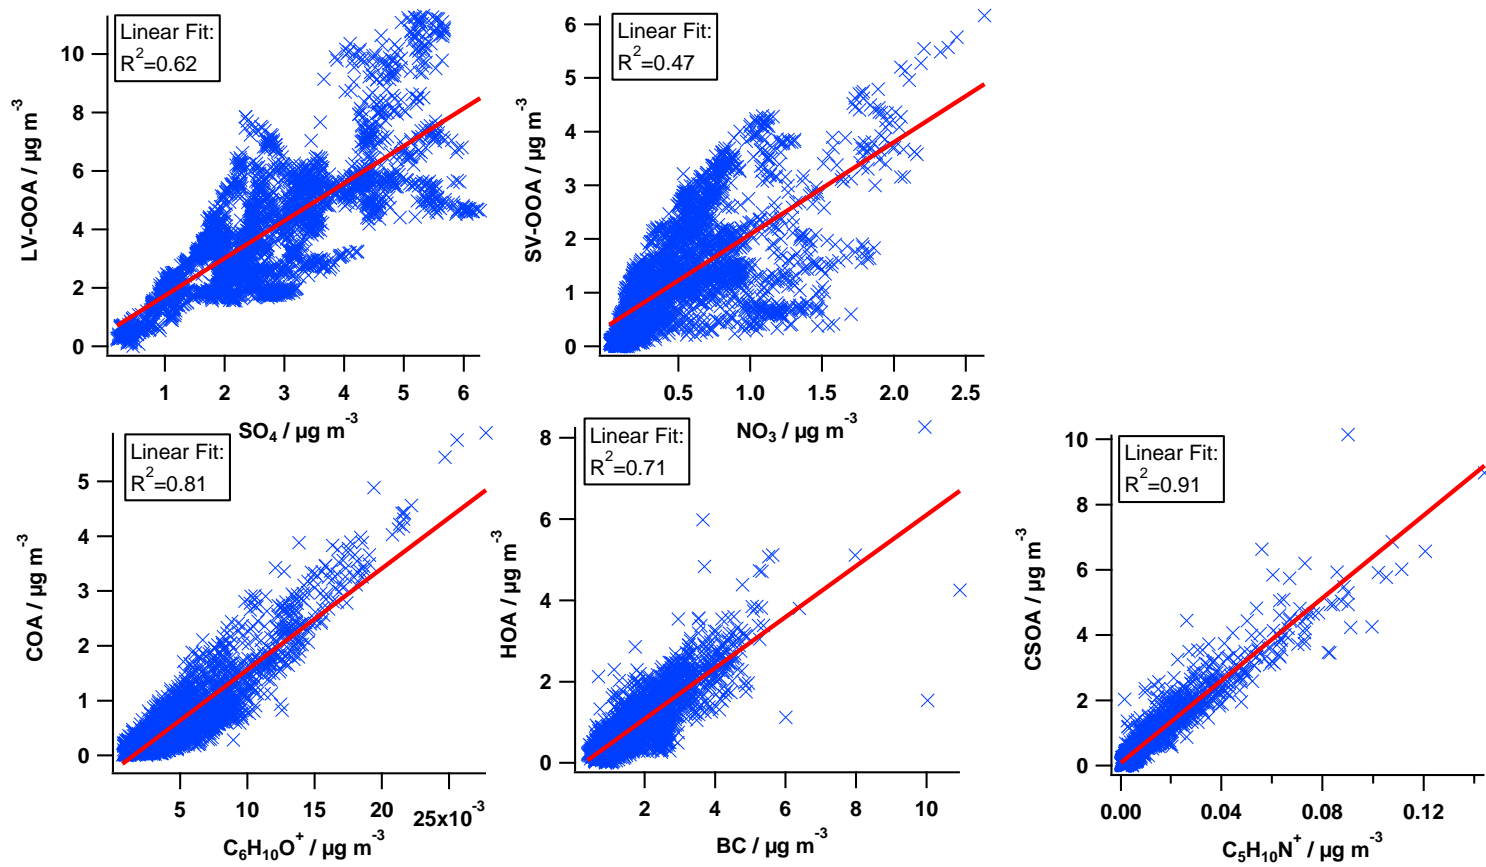 Linear Fit:
R²=0.62
LV-OOA / µg m⁻³
10
8
6
4
2
0
1 2 3 4 5 6
SO₄ / µg m⁻³
Linear Fit:
R²=0.47
SV-OOA / µg m⁻³
6
5
4
3
2
1
0
0.5 1.0 1.5 2.0 2.5
NO₃ / µg m⁻³
Linear Fit:
R²=0.81
COA / µg m⁻³
5
4
3
2
1
0
5 10 15 20 25x10⁻³
C₆H₁₀O⁺ / µg m⁻³
Linear Fit:
R²=0.71
HOA / µg m⁻³
8
6
4
2
0
2 4 6 8 10
BC / µg m⁻³
Linear Fit:
R²=0.91
CSOA / µg m⁻³
10
8
6
4
2
0
0.00 0.04 0.08 0.12
C₅H₁₀N⁺ / µg m⁻³